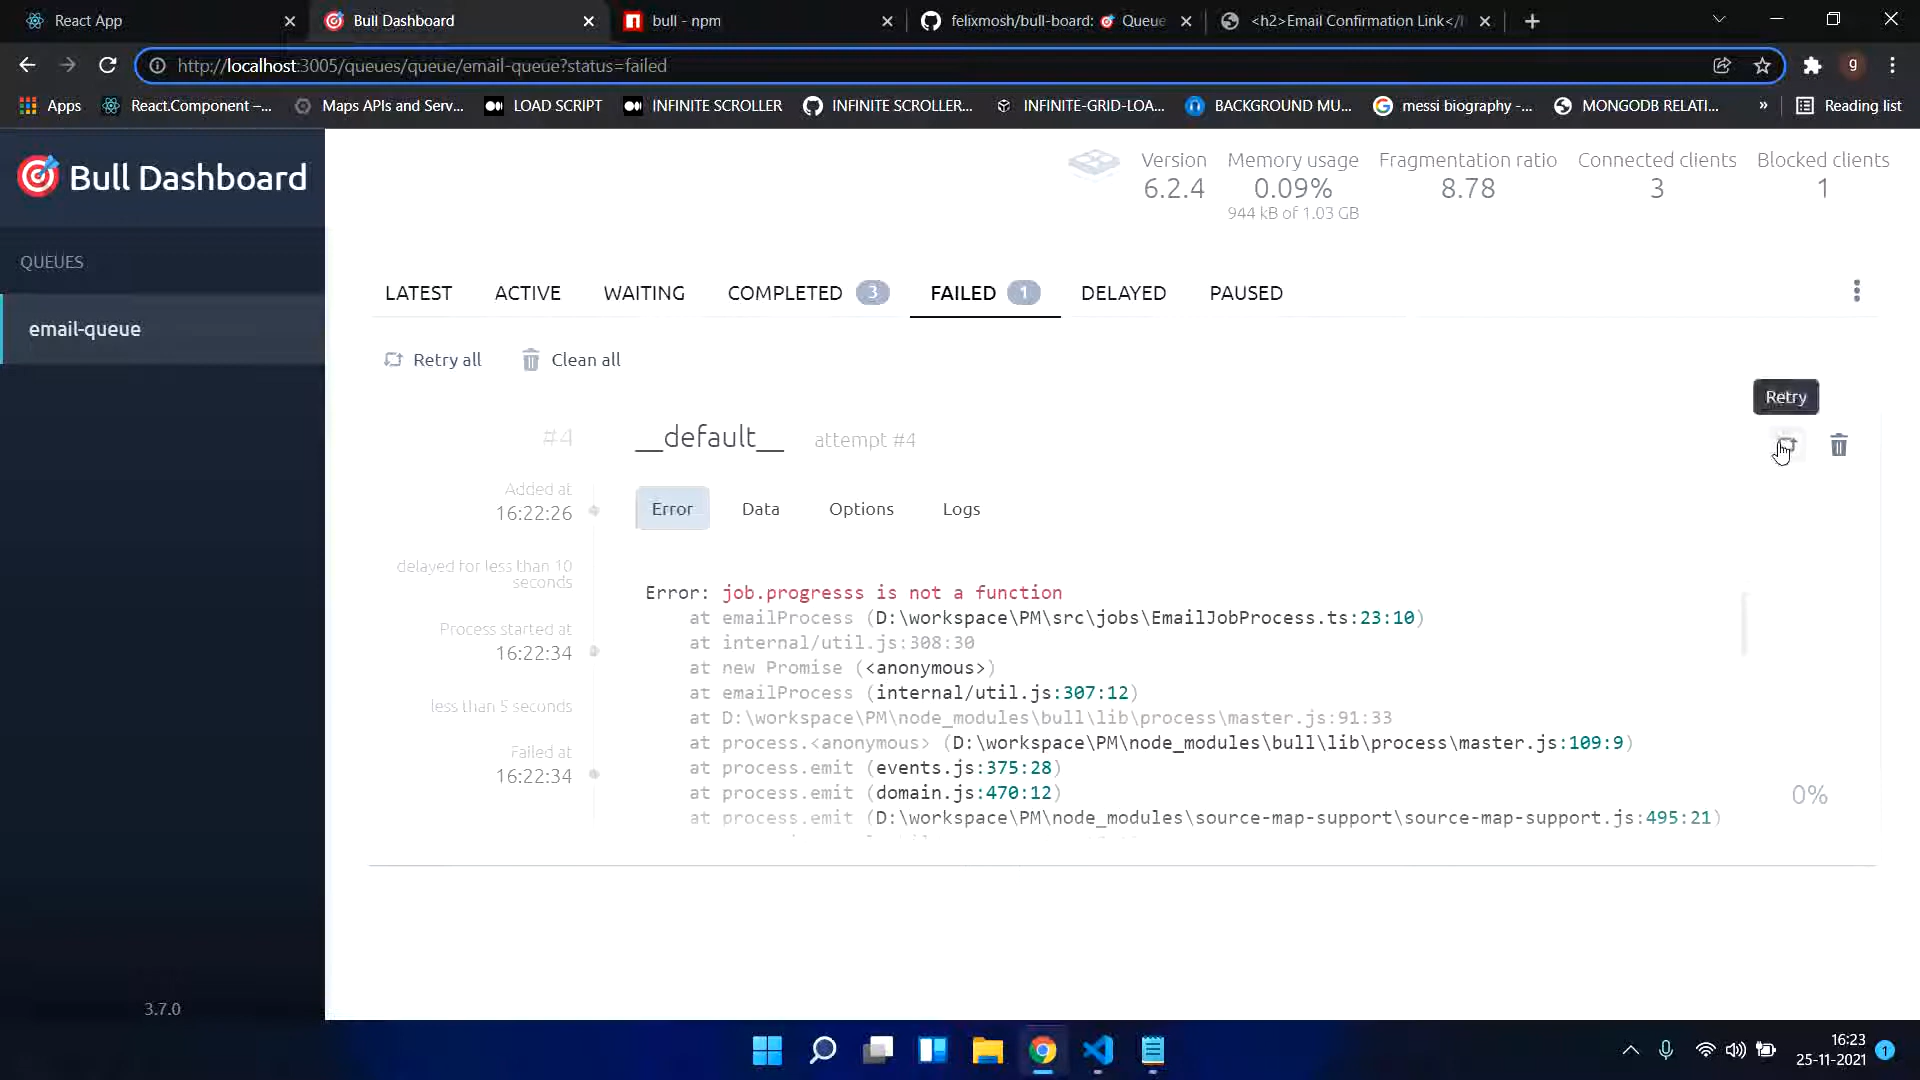 React App
Bull Dashboard
bull - npm
felixmosh/bull-board: 🎯 Queue
<h2>Email Confirmation Link</
http://localhost:3005/queues/queue/email-queue?status=failed
g
Apps
React.Component –...
Maps APIs and Serv...
LOAD SCRIPT
INFINITE SCROLLER
INFINITE SCROLLER...
INFINITE-GRID-LOA...
BACKGROUND MU...
messi biography -...
MONGODB RELATI...
»
Reading list
Bull Dashboard
Version
6.2.4
Memory usage
0.09%
944 kB of 1.03 GB
Fragmentation ratio
8.78
Connected clients
3
Blocked clients
1
QUEUES
email-queue
LATEST
ACTIVE
WAITING
COMPLETED 3
FAILED 1
DELAYED
PAUSED
Retry all
Clean all
Retry
#4
__default__
attempt #4
Added at
16:22:26
delayed for less than 10
seconds
Process started at
16:22:34
less than 5 seconds
Failed at
16:22:34
Error
Data
Options
Logs
Error: job.progresss is not a function
at emailProcess (D:\workspace\PM\src\jobs\EmailJobProcess.ts:23:10)
at internal/util.js:308:30
at new Promise (<anonymous>)
at emailProcess (internal/util.js:307:12)
at D:\workspace\PM\node_modules\bull\lib\process\master.js:91:33
at process.<anonymous> (D:\workspace\PM\node_modules\bull\lib\process\master.js:109:9)
at process.emit (events.js:375:28)
at process.emit (domain.js:470:12)
at process.emit (D:\workspace\PM\node_modules\source-map-support\source-map-support.js:495:21)
0%
3.7.0
16:23
25-11-2021
1